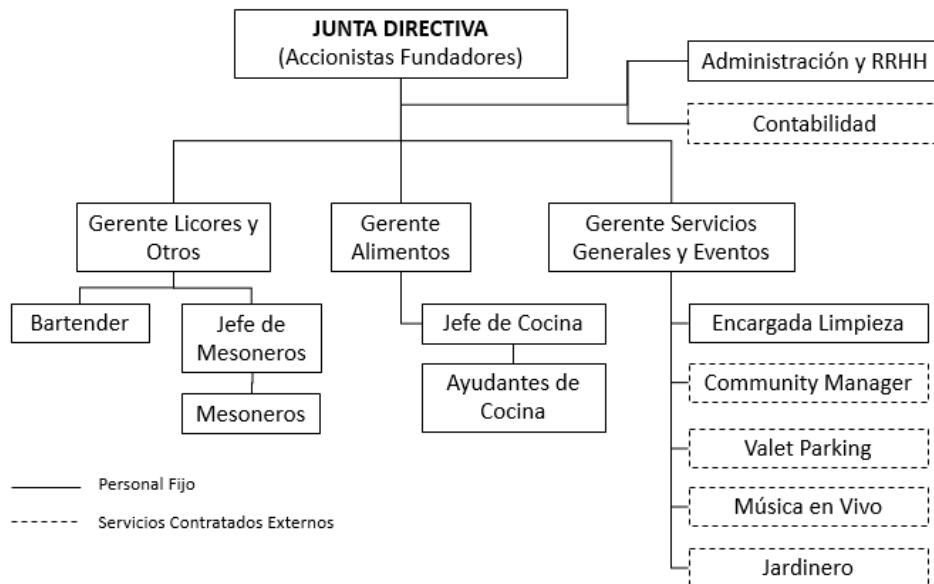 JUNTA DIRECTIVA
(Accionistas Fundadores)
Administración y RRHH
Contabilidad
Gerente Licores y
Otros
Gerente
Alimentos
Gerente Servicios
Generales y Eventos
Bartender
Jefe de
Mesoneros
Mesoneros
Jefe de Cocina
Ayudantes de
Cocina
Encargada Limpieza
Community Manager
Valet Parking
Música en Vivo
Jardinero
Personal Fijo
Servicios Contratados Externos